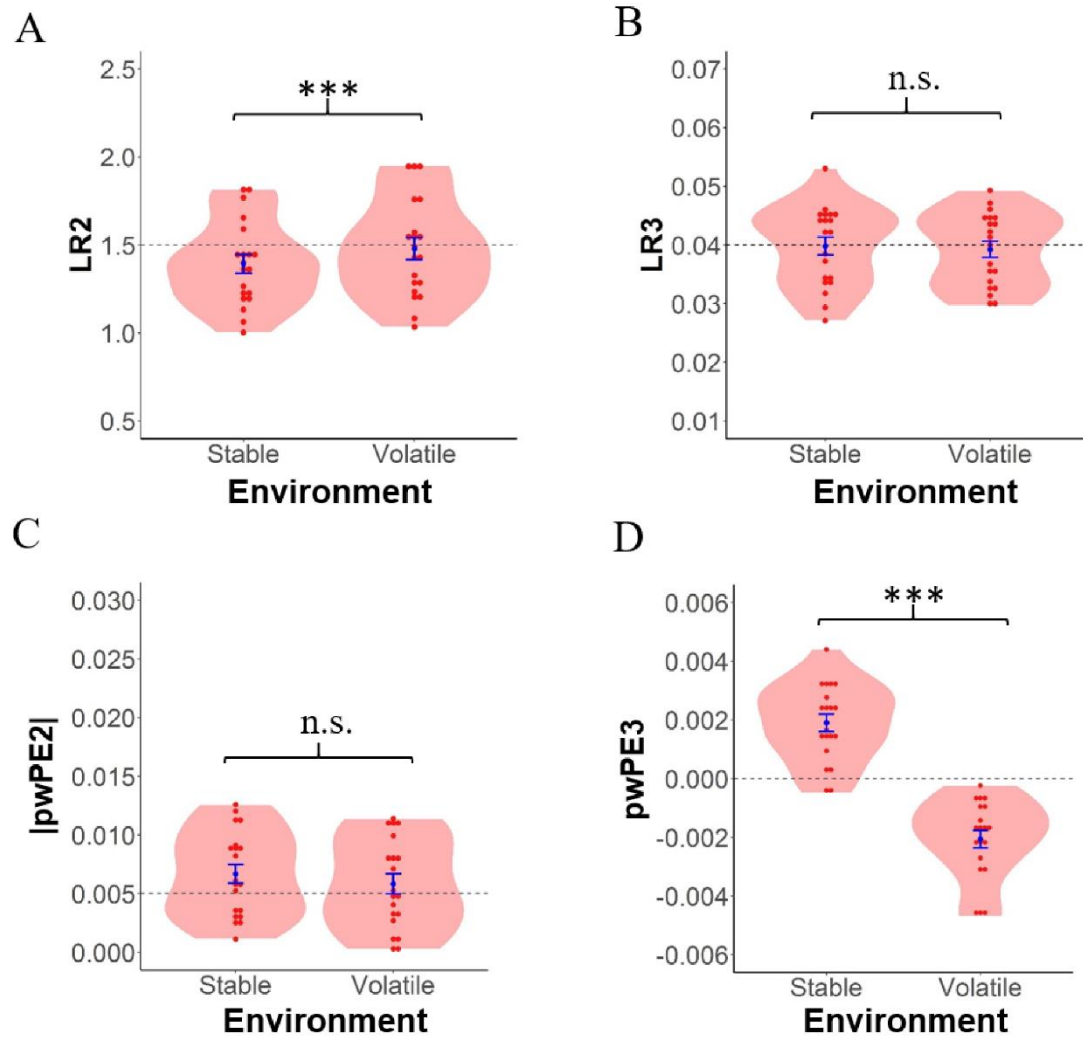 A
2.5
2.0
1.5
1.0
0.5
LR2
***
Stable Volatile
Environment
B
0.07
0.06
0.05
0.04
0.03
0.02
0.01
LR3
n.s.
Stable Volatile
Environment
C
0.030
0.025
0.020
0.015
0.010
0.005
0.000
|pwPE2|
n.s.
Stable Volatile
Environment
D
0.006
0.004
0.002
0.000
-0.002
-0.004
-0.006
pwPE3
***
Stable Volatile
Environment